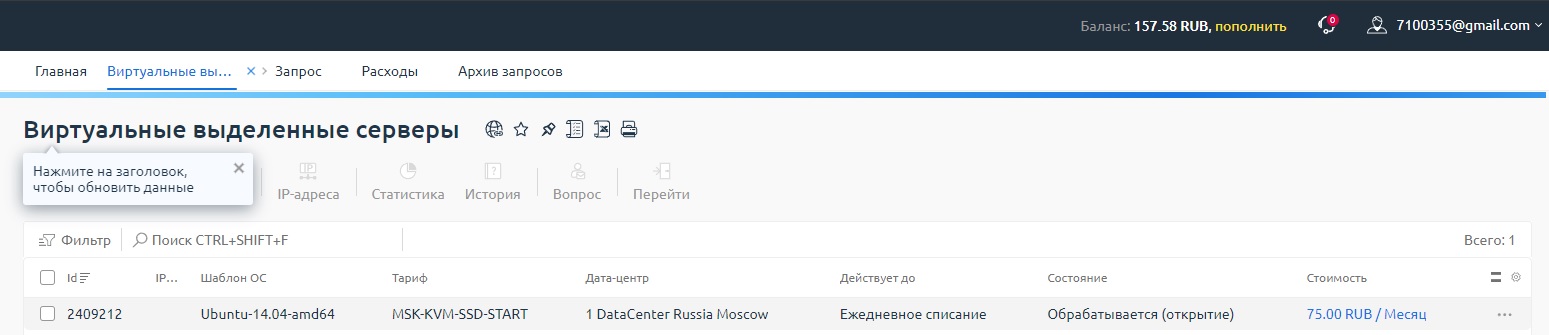 Баланс: 157.58 RUB, пополнить 0 7100355@gmail.com
Главная Виртуальные вы... Запрос Расходы Архив запросов
Виртуальные выделенные серверы
Нажмите на заголовок,
чтобы обновить данные
IP-адреса Статистика История Вопрос Перейти
Фильтр Поиск CTRL+SHIFT+F Всего: 1
Id IP... Шаблон ОС Тариф Дата-центр Действует до Состояние Стоимость
2409212 Ubuntu-14.04-amd64 MSK-KVM-SSD-START 1 DataCenter Russia Moscow Ежедневное списание Обрабатывается (открытие) 75.00 RUB / Месяц